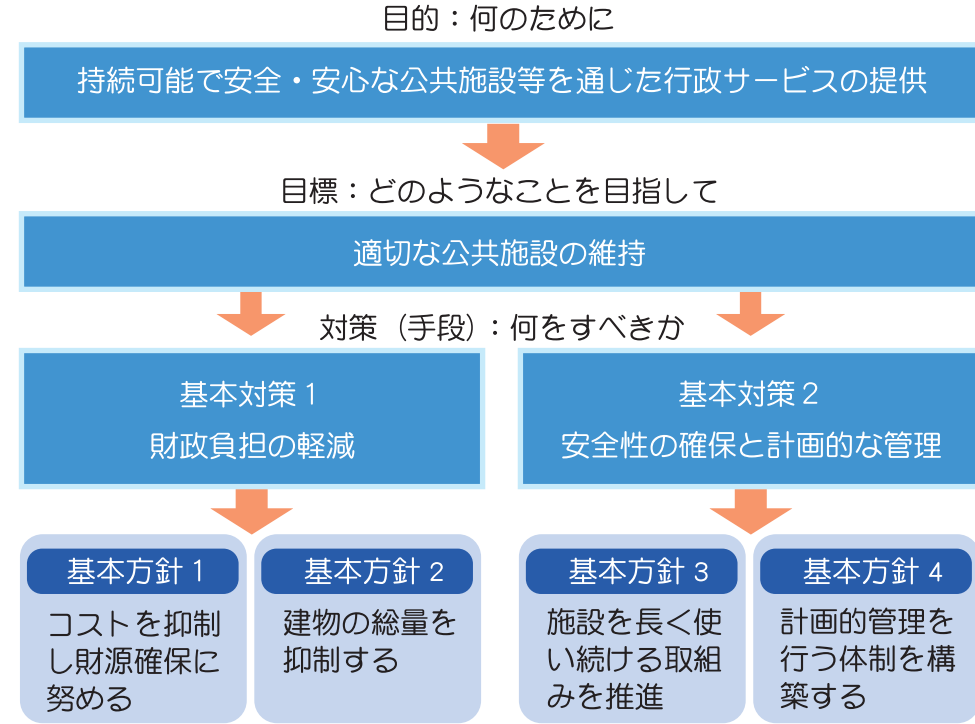 目的：何のために
持続可能で安全・安心な公共施設等を通じた行政サービスの提供
目標：どのようなことを目指して
適切な公共施設の維持
対策（手段）：何をすべきか
基本対策１
財政負担の軽減
基本対策２
安全性の確保と計画的な管理
基本方針１
コストを抑制
し財源確保に
努める
基本方針２
建物の総量を
抑制する
基本方針３
施設を長く使
い続ける取組
みを推進
基本方針４
計画的管理を
行う体制を構
築する